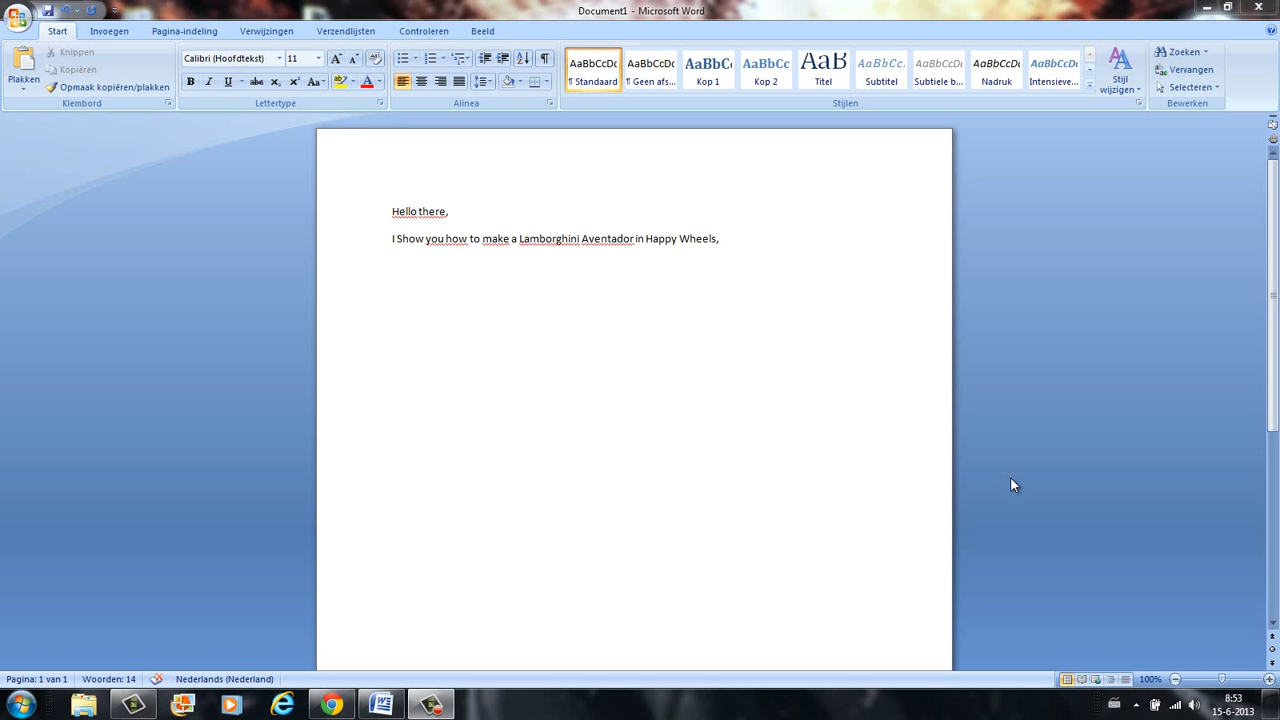 Document1 - Microsoft Word
Start Invoegen Pagina-indeling Verwijzingen Verzendlijsten Controleren Beeld
Plakken
Knippen
Kopiëren
Opmaak kopiëren/plakken
Klembord
Calibri (Hoofdtekst) 11
Lettertype
Alinea
AaBbCcDc AaBbCcDc AaBbC( AaBbCc AaB AaBbCc. AaBbCcDa AaBbCcDa AaBbCcDa
¶ Standaard ¶ Geen afs... Kop 1 Kop 2 Titel Subtitel Subtiele b... Nadruk Intensieve...
Stijl wijzigen
Stijlen
Zoeken
Vervangen
Selecteren
Bewerken
Hello there,
I Show you how to make a Lamborghini Aventador in Happy Wheels,
Pagina: 1 van 1 Woorden: 14 Nederlands (Nederland) 100%
8:53
15-6-2013